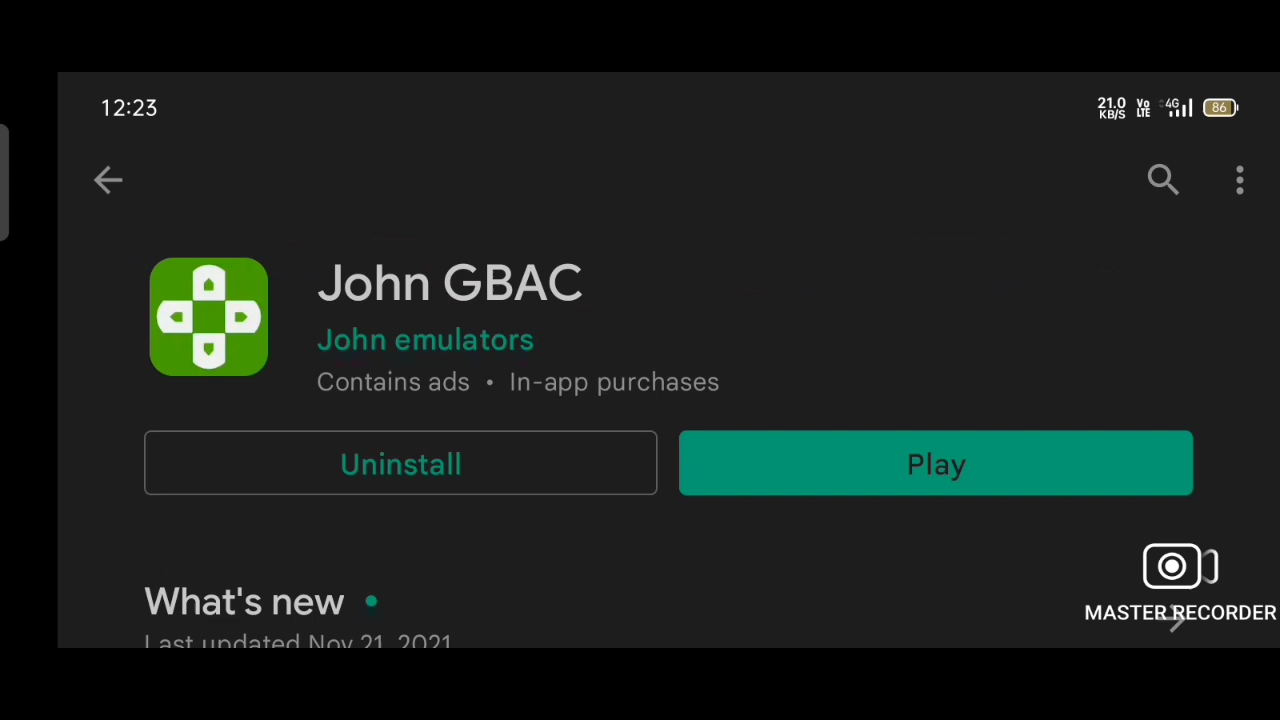 12:23
21.0 KB/S Vo LTE 4G 86
John GBAC
John emulators
Contains ads • In-app purchases
Uninstall
Play
What's new
Last updated Nov 21, 2021
MASTER RECORDER